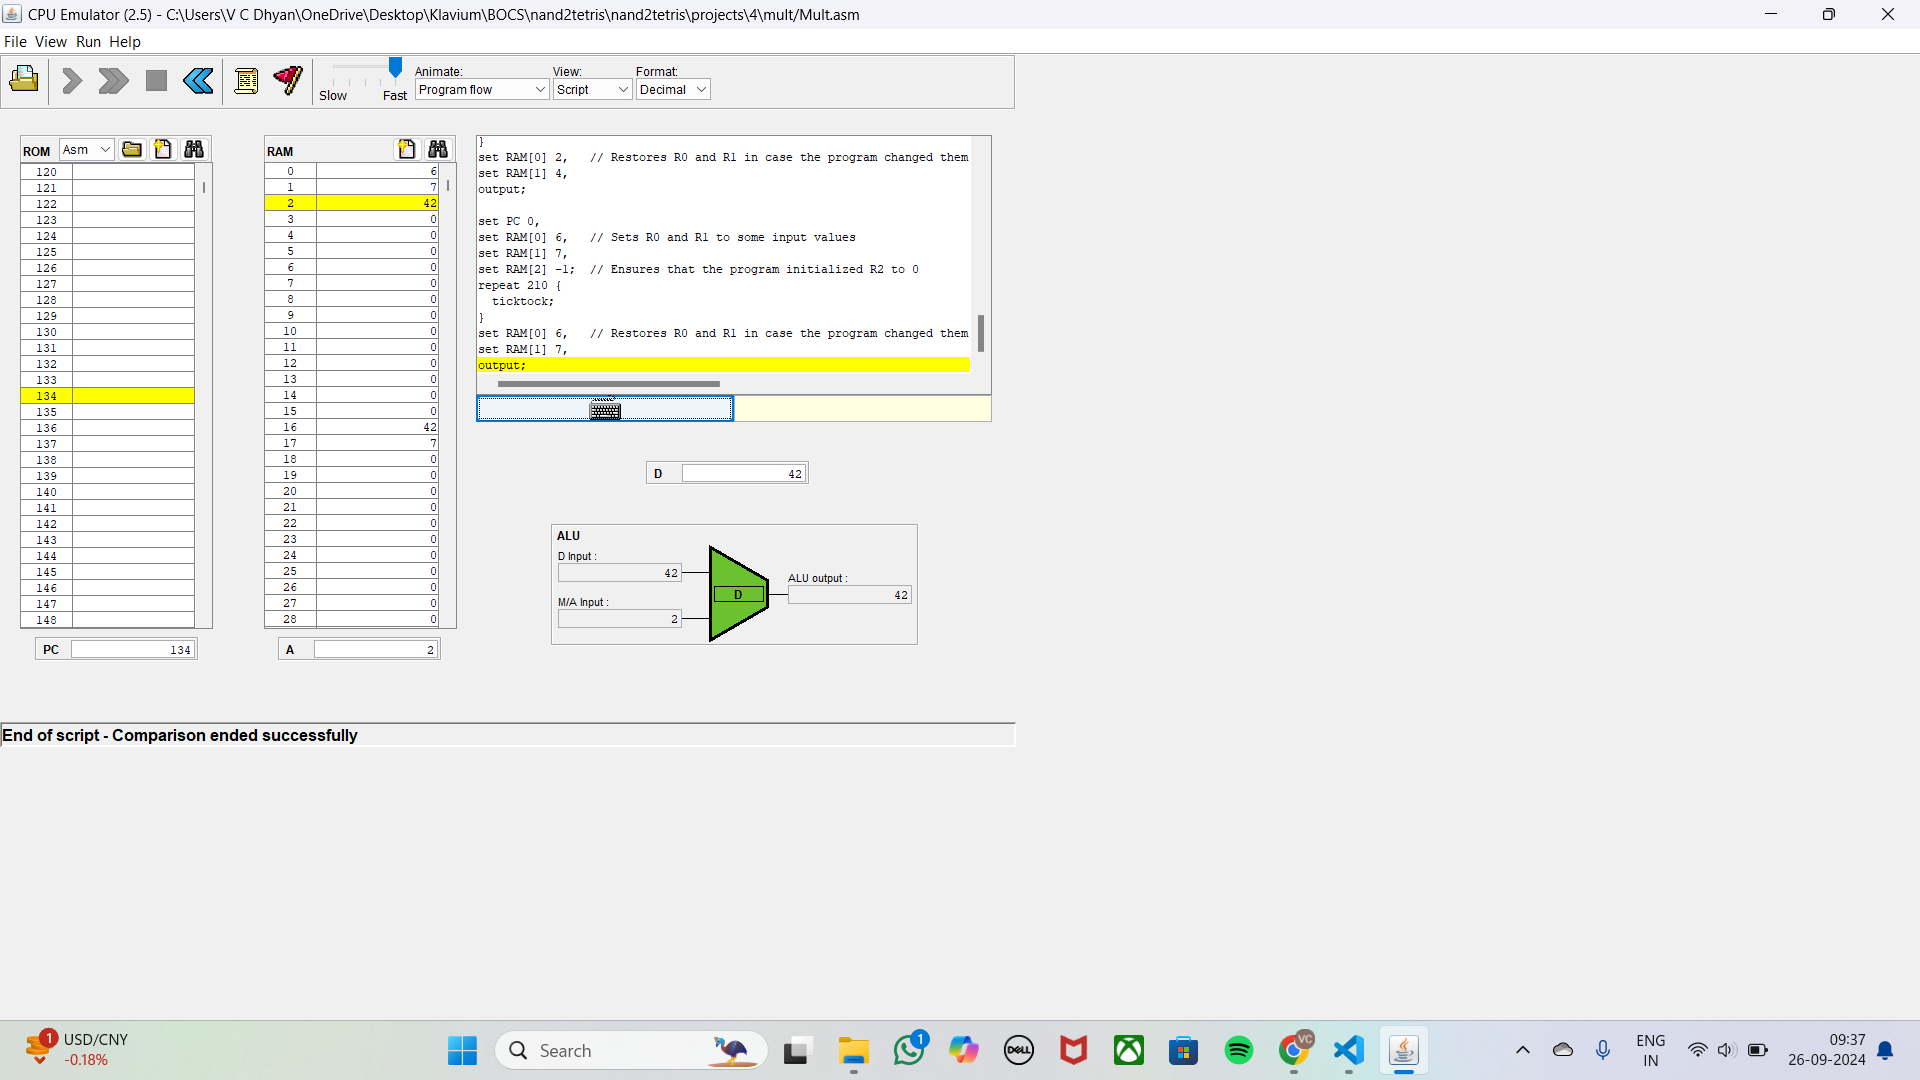 CPU Emulator (2.5) - C:\Users\V C Dhyan\OneDrive\Desktop\Klavium\BOCS\nand2tetris\nand2tetris\projects\4\mult/Mult.asm
File View Run Help
Slow Fast
Animate: View: Format:
Program flow Script Decimal
ROM Asm
120
121
122
123
124
125
126
127
128
129
130
131
132
133
134
135
136
137
138
139
140
141
142
143
144
145
146
147
148
PC 134
RAM
0 6
1 7
2 42
3 0
4 0
5 0
6 0
7 0
8 0
9 0
10 0
11 0
12 0
13 0
14 0
15 0
16 42
17 7
18 0
19 0
20 0
21 0
22 0
23 0
24 0
25 0
26 0
27 0
28 0
A 2
}
set RAM[0] 2, // Restores R0 and R1 in case the program changed them
set RAM[1] 4,
output;
set PC 0,
set RAM[0] 6, // Sets R0 and R1 to some input values
set RAM[1] 7,
set RAM[2] -1; // Ensures that the program initialized R2 to 0
repeat 210 {
ticktock;
}
set RAM[0] 6, // Restores R0 and R1 in case the program changed them
set RAM[1] 7,
output;
D 42
ALU
D Input :
42
M/A Input :
2
D
ALU output :
42
End of script - Comparison ended successfully
1
USD/CNY
-0.18%
Search
1
DELL
VC
ENG
IN
09:37
26-09-2024